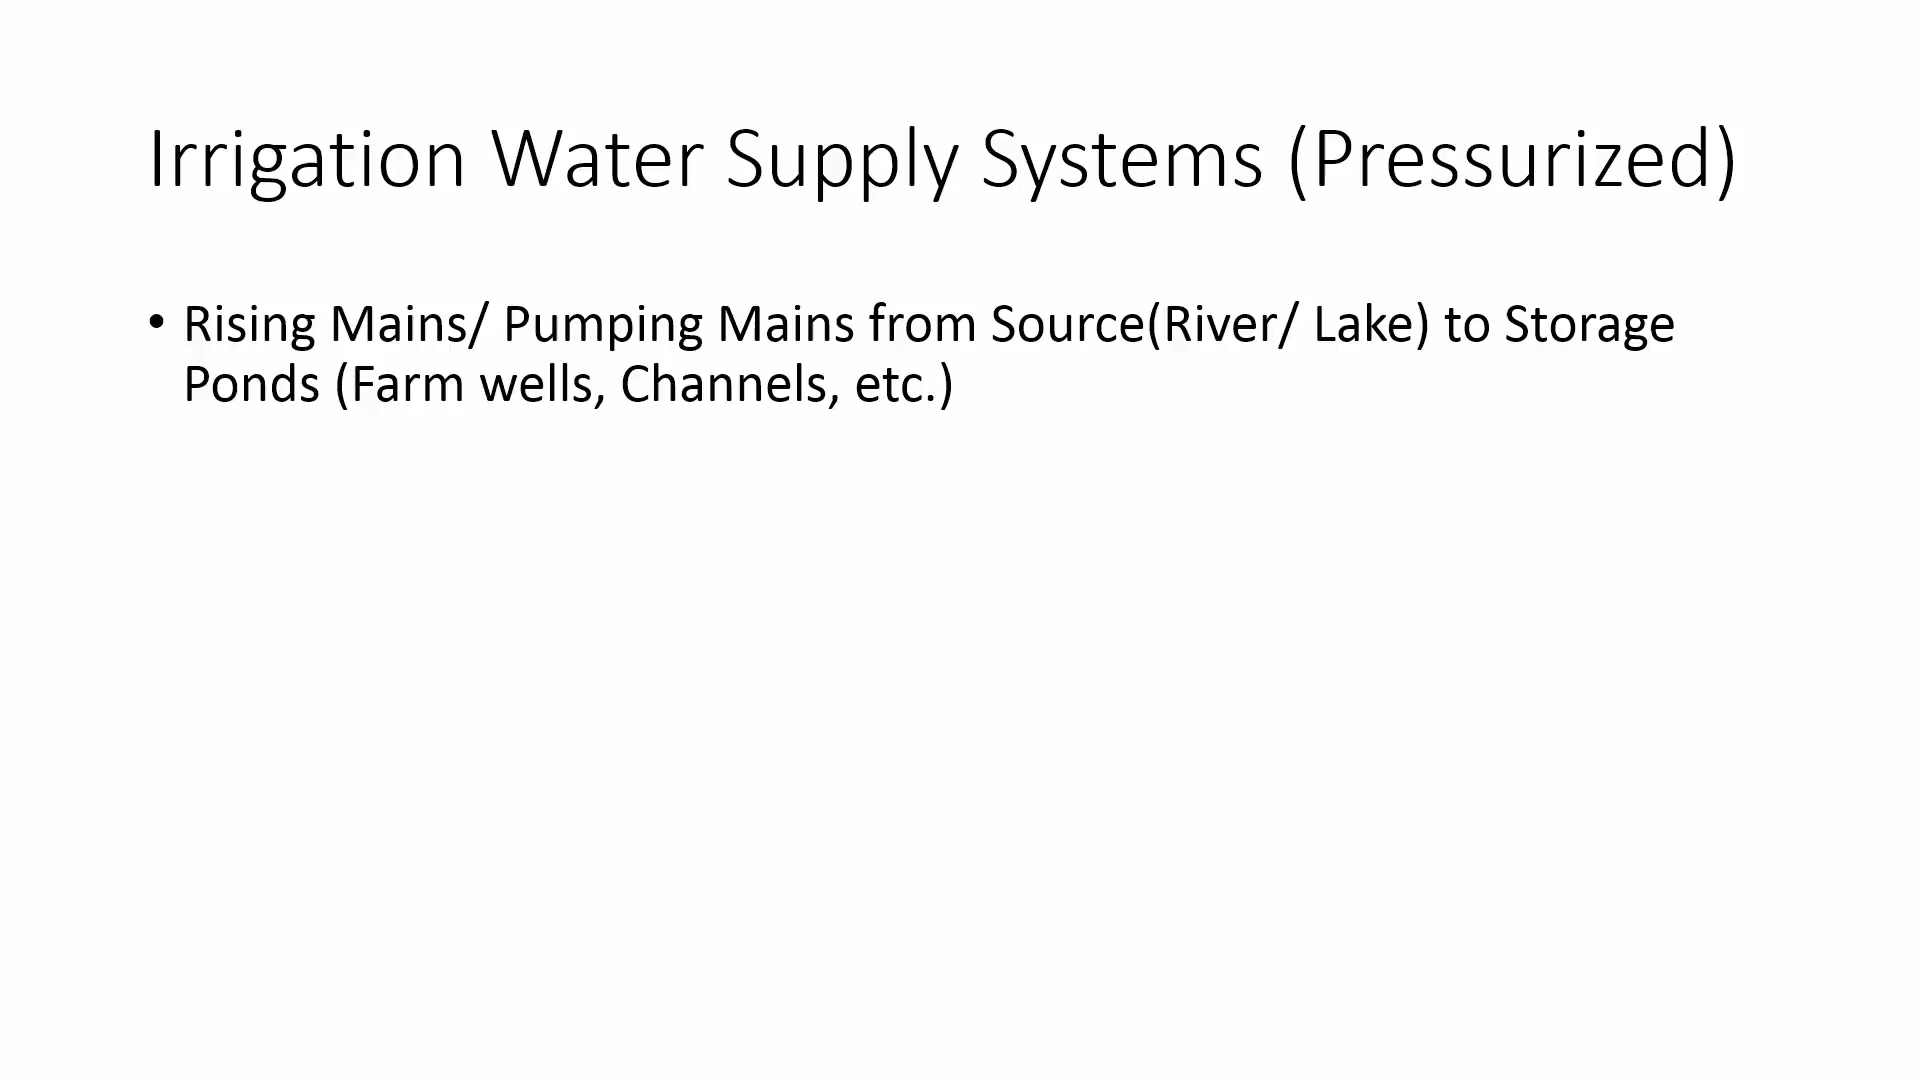 Irrigation Water Supply Systems (Pressurized)
• Rising Mains/ Pumping Mains from Source(River/ Lake) to Storage
Ponds (Farm wells, Channels, etc.)